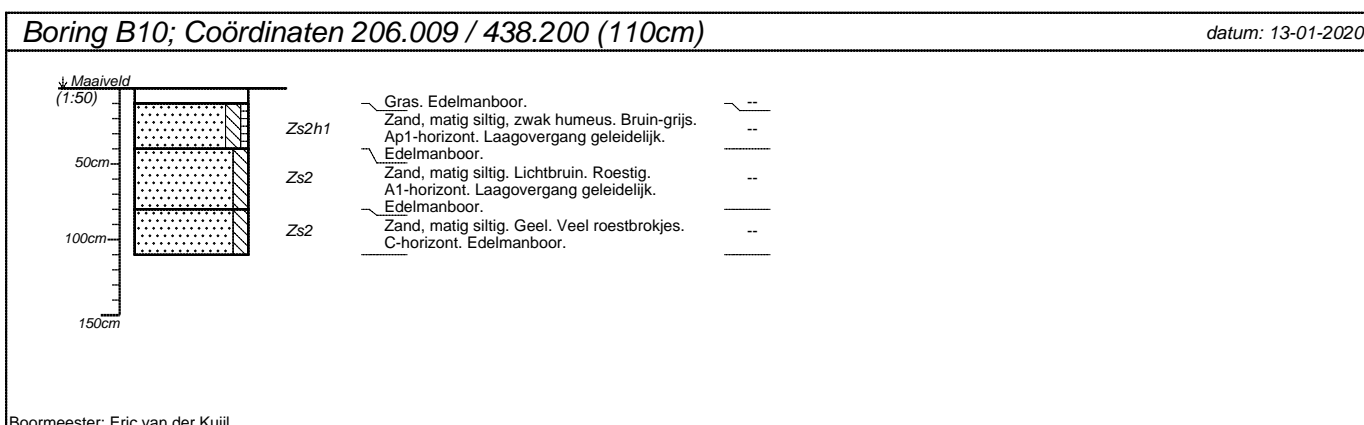 Boring B10; Coördinaten 206.009 / 438.200 (110cm)
datum: 13-01-2020
Maaiveld
(1:50)
Gras. Edelmanboor.
--
Zs2h1
Zand, matig siltig, zwak humeus. Bruin-grijs.
Ap1-horizont. Laagovergang geleidelijk.
Edelmanboor.
--
50cm
Zs2
Zand, matig siltig. Lichtbruin. Roestig.
A1-horizont. Laagovergang geleidelijk.
Edelmanboor.
--
100cm
Zs2
Zand, matig siltig. Geel. Veel roestbrokjes.
C-horizont. Edelmanboor.
--
150cm
Boormeester: Eric van der Kuijl